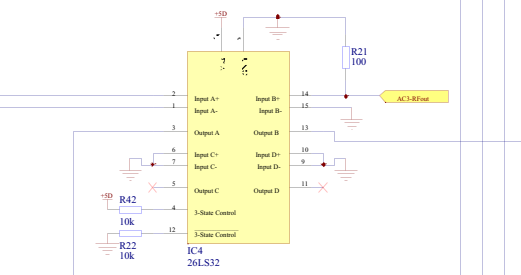 +5D
R21
100
2
Input A+
Input B+
14
AC3-RFout
1
Input A-
Input B-
15
3
Output A
Output B
13
6
Input C+
Input D+
10
7
Input C-
Input D-
9
5
Output C
Output D
11
+5D
R42
10k
4
3-State Control
12
3-State Control
R22
10k
IC4
26LS32